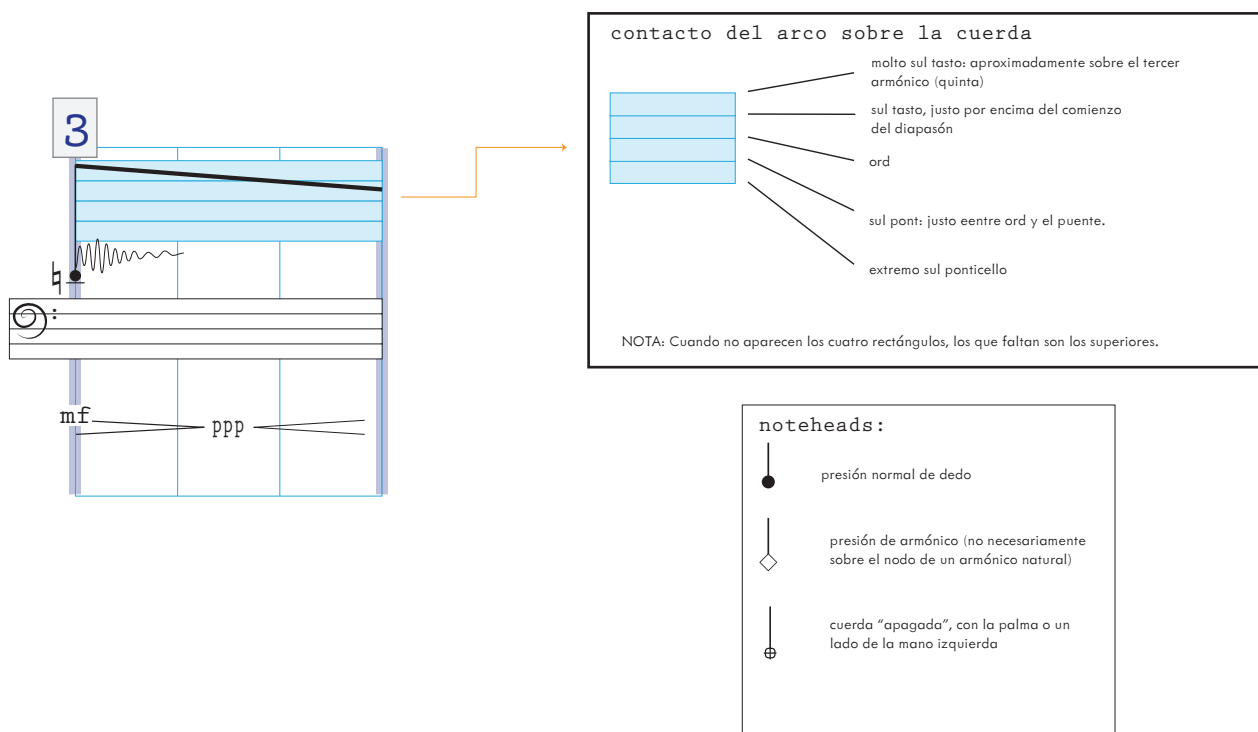 3
mf
ppp
contacto del arco sobre la cuerda
molto sul tasto: aproximadamente sobre el tercer
armónico (quinta)
sul tasto, justo por encima del comienzo
del diapasón
ord
sul pont: justo eentre ord y el puente.
extremo sul ponticello
NOTA: Cuando no aparecen los cuatro rectángulos, los que faltan son los superiores.
noteheads:
presión normal de dedo
presión de armónico (no necesariamente
sobre el nodo de un armónico natural)
cuerda “apagada”, con la palma o un
lado de la mano izquierda